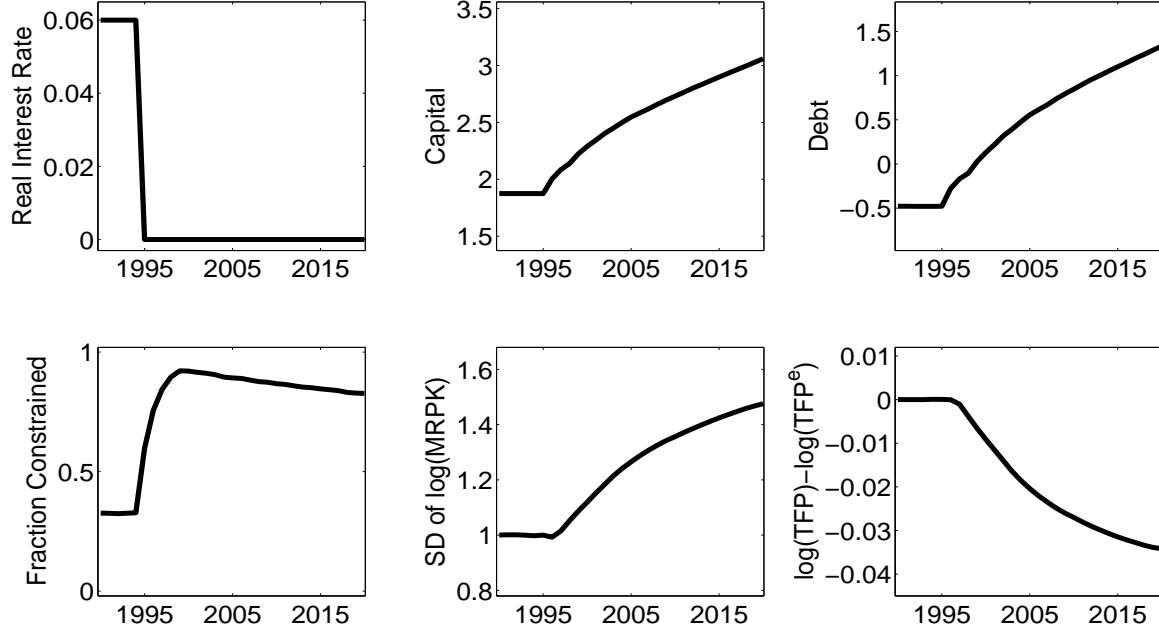 Real Interest Rate
0.06
0.04
0.02
0
1995 2005 2015
Capital
3.5
3
2.5
2
1.5
1995 2005 2015
Debt
1.5
1
0.5
0
−0.5
1995 2005 2015
Fraction Constrained
1
0.5
0
1995 2005 2015
SD of log(MRPK)
1.6
1.4
1.2
1
0.8
1995 2005 2015
log(TFP)−log(TFPᵉ)
0.01
0
−0.01
−0.02
−0.03
−0.04
1995 2005 2015